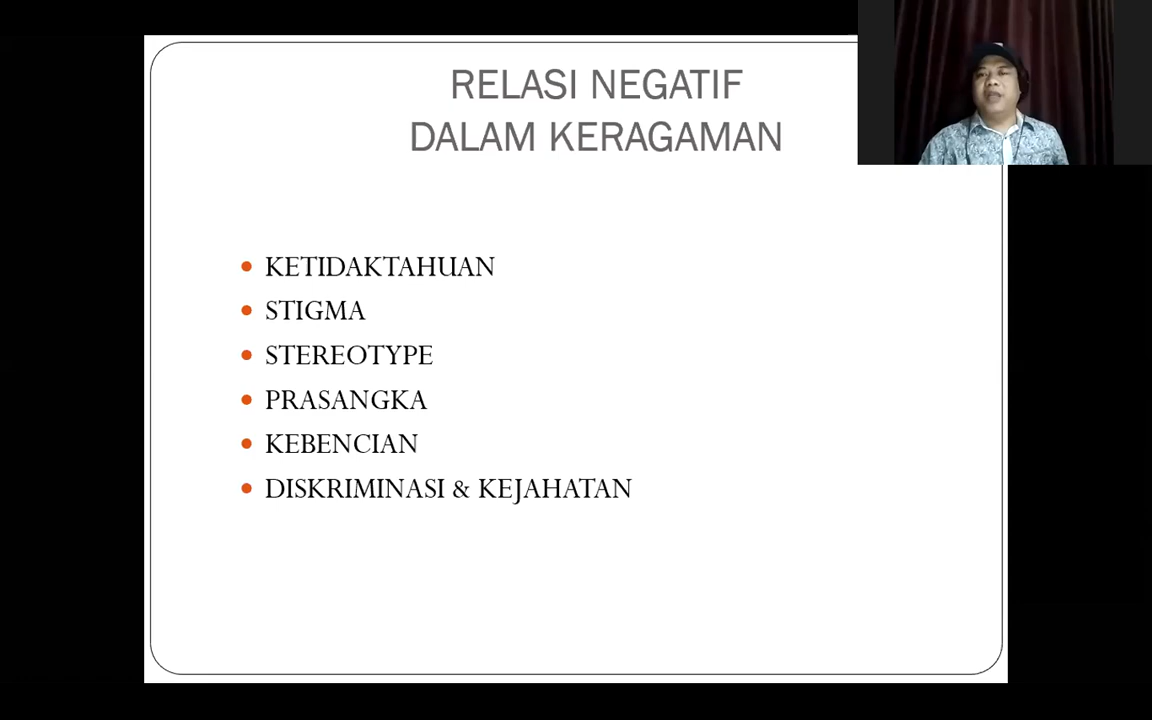 RELASI NEGATIF
DALAM KERAGAMAN
KETIDAKTAHUAN
STIGMA
STEREOTYPE
PRASANGKA
KEBENCIAN
DISKRIMINASI & KEJAHATAN